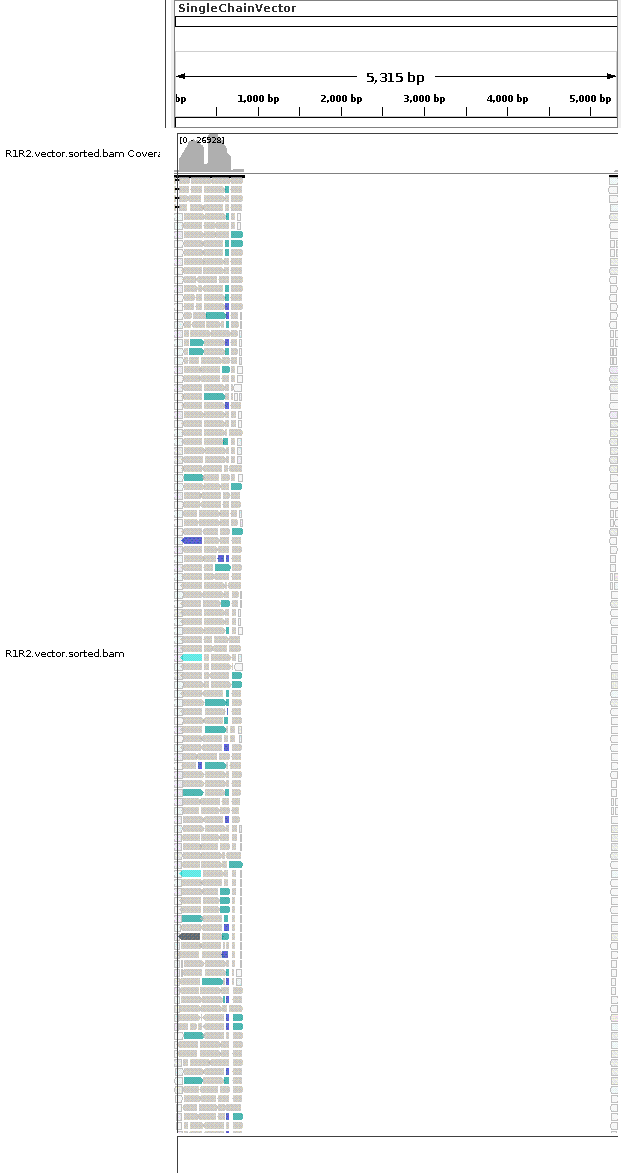 SingleChainVector
5,315 bp
bp 1,000 bp 2,000 bp 3,000 bp 4,000 bp 5,000 bp
[0 - 26928]
R1R2.vector.sorted.bam Covera
R1R2.vector.sorted.bam